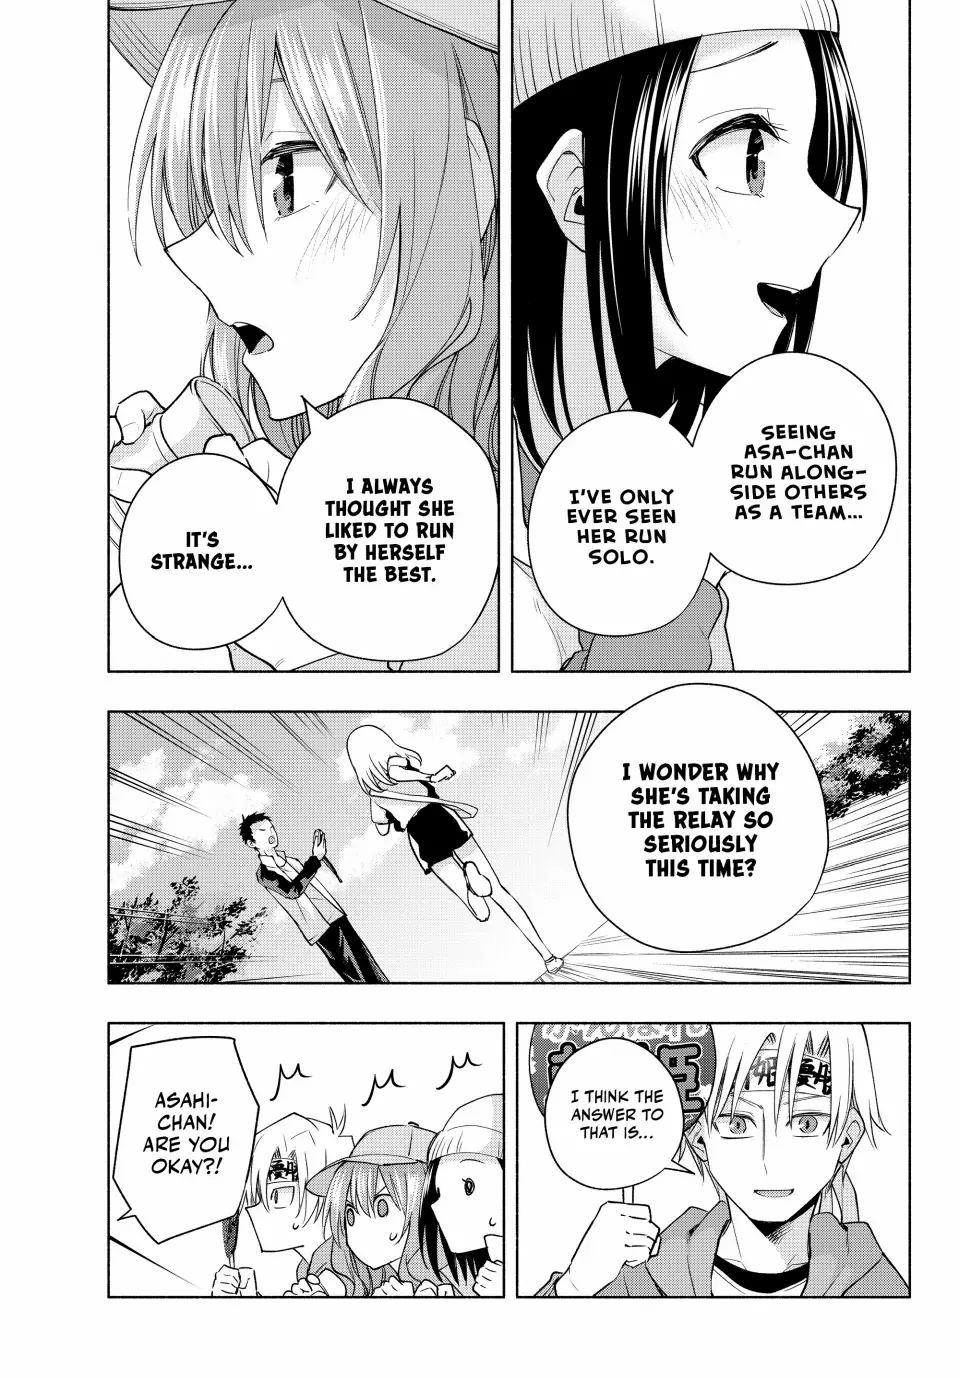 SEEING
ASA-CHAN
RUN ALONG-
SIDE OTHERS
AS A TEAM...
I'VE ONLY
EVER SEEN
HER RUN
SOLO.
I ALWAYS
THOUGHT SHE
LIKED TO RUN
BY HERSELF
THE BEST.
IT'S
STRANGE...
I WONDER WHY
SHE'S TAKING
THE RELAY SO
SERIOUSLY
THIS TIME?
I THINK THE
ANSWER TO
THAT IS...
ASAHI-
CHAN!
ARE YOU
OKAY?!